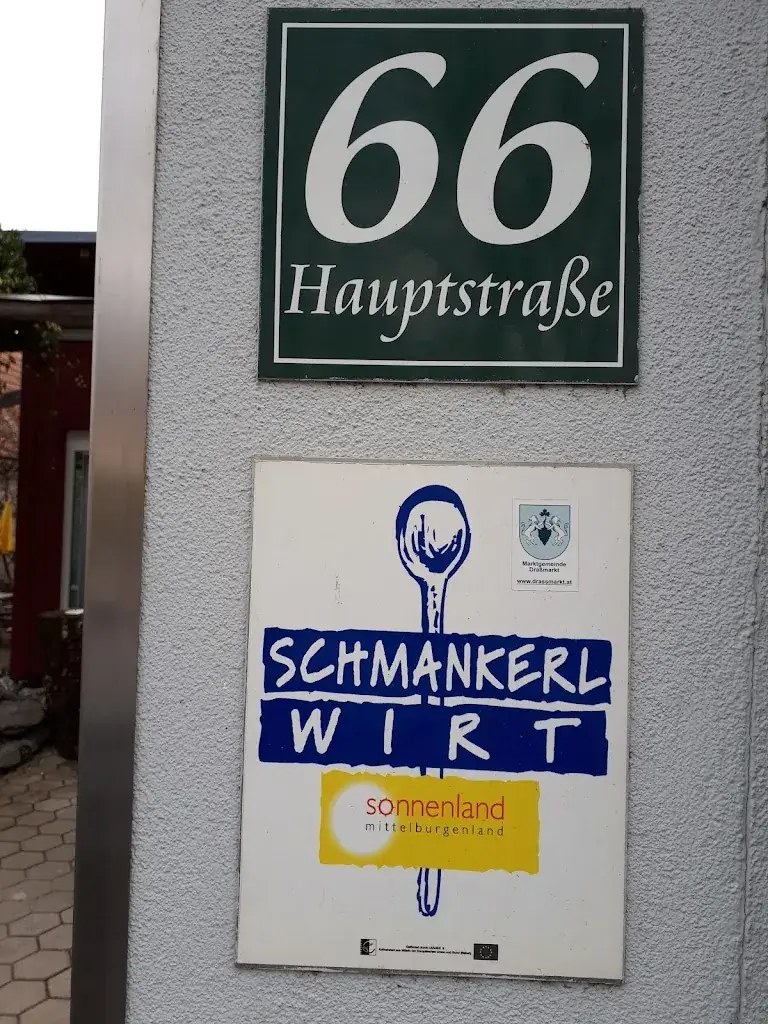 66
Hauptstraße
Marktgemeinde
Draßmarkt
www.drassmarkt.at
SCHMANKERL
WIRT
sonnenland
mittelburgenland